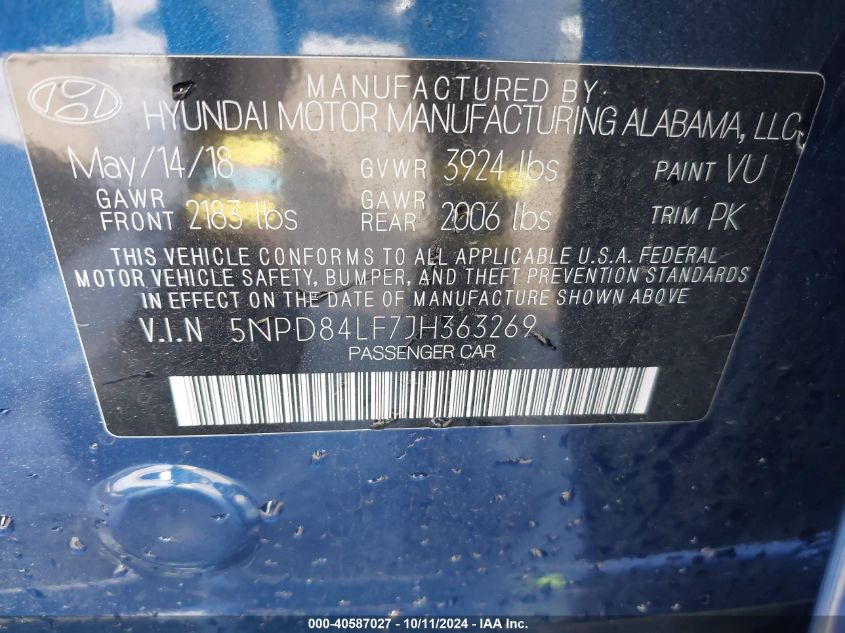 MANUFACTURED BY
HYUNDAI MOTOR MANUFACTURING ALABAMA, LLC
May/14/18 GVWR 3924 lbs PAINT VU
GAWR FRONT 2183 lbs GAWR REAR 2006 lbs TRIM PK
THIS VEHICLE CONFORMS TO ALL APPLICABLE U.S.A. FEDERAL
MOTOR VEHICLE SAFETY, BUMPER, AND THEFT PREVENTION STANDARDS
IN EFFECT ON THE DATE OF MANUFACTURE SHOWN ABOVE
V.I.N 5NPD84LF7JH363269
PASSENGER CAR
000-40587027 - 10/11/2024 - IAA Inc.